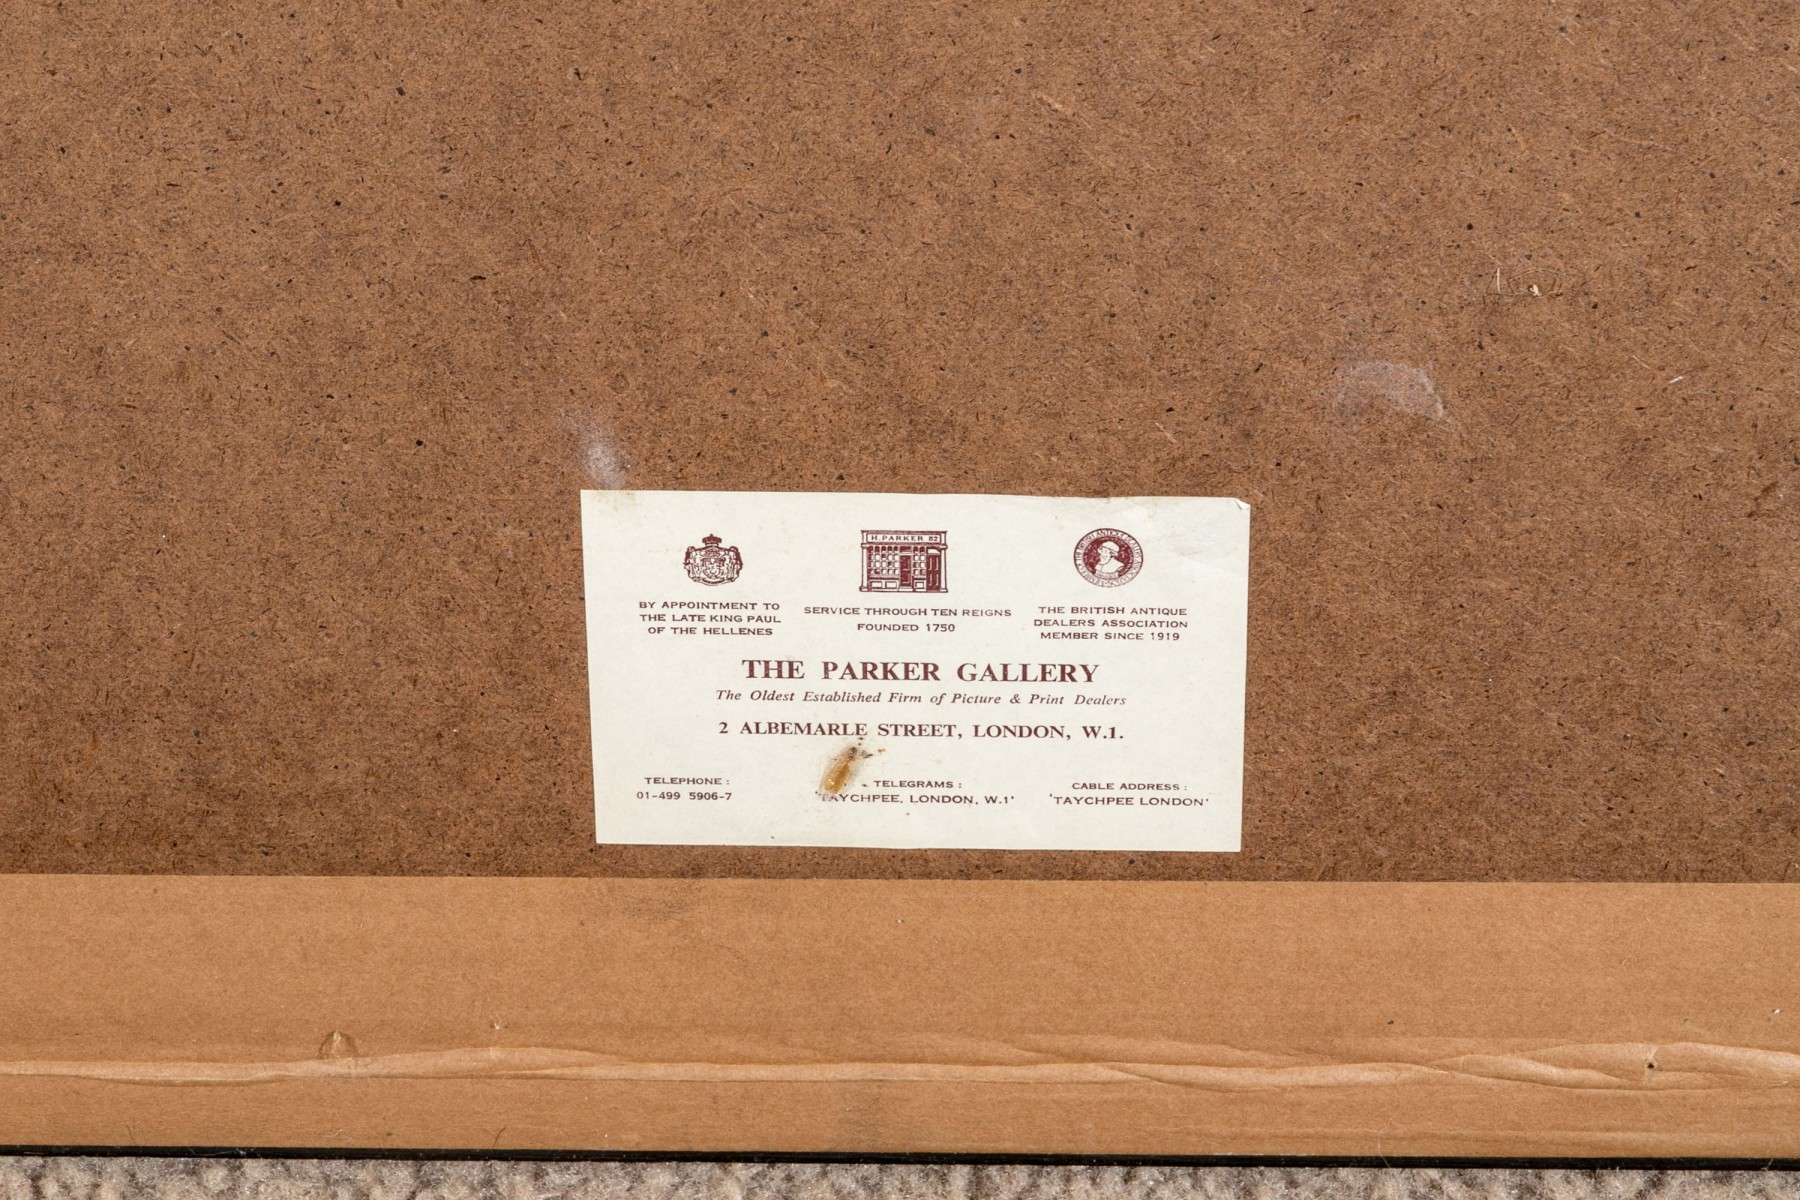 H. PARKER 82
BY APPOINTMENT TO
THE LATE KING PAUL
OF THE HELLENES
SERVICE THROUGH TEN REIGNS
FOUNDED 1750
THE BRITISH ANTIQUE
DEALERS ASSOCIATION
MEMBER SINCE 1919
THE PARKER GALLERY
The Oldest Established Firm of Picture & Print Dealers
2 ALBEMARLE STREET, LONDON, W.1.
TELEPHONE :
01-499 5906-7
TELEGRAMS :
'TAYCHPEE, LONDON, W.1'
CABLE ADDRESS :
'TAYCHPEE LONDON'